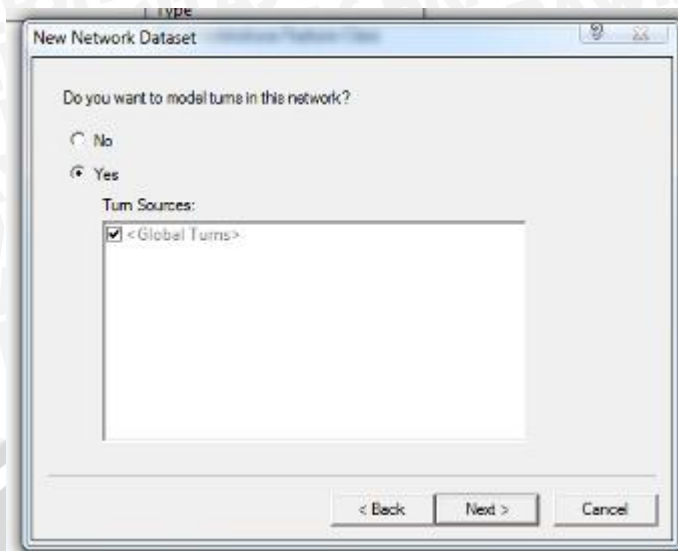 Type
New Network Dataset
Do you want to model turns in this network?
No
Yes
Turn Sources:
<Global Turns>
< Back
Next >
Cancel